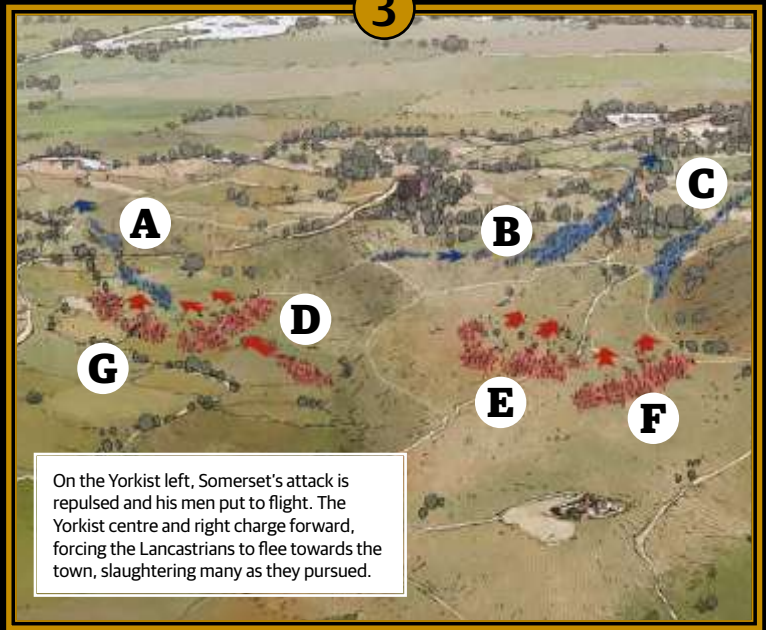 3
A
C
B
D
G
E
F
On the Yorkist left, Somerset's attack is
repulsed and his men put to flight. The
Yorkist centre and right charge forward,
forcing the Lancastrians to flee towards the
town, slaughtering many as they pursued.